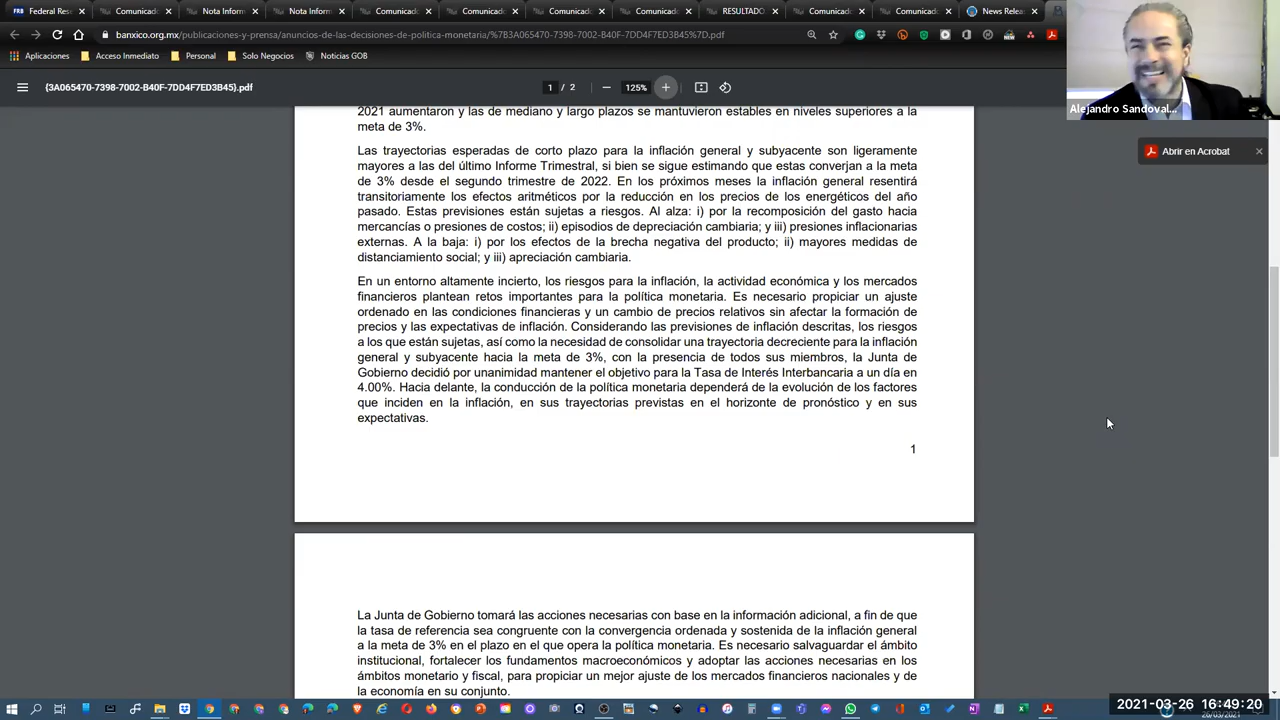 Federal Rese
Comunicado
Nota Inform
Nota Inform
Comunicado
Comunicado
Comunicado
Comunicado
RESULTADO
Comunicado
Comunicado
News Relea
banxico.org.mx/publicaciones-y-prensa/anuncios-de-las-decisiones-de-politica-monetaria/%7B3A065470-7398-7002-B40F-7DD4F7ED3B45%7D.pdf
Aplicaciones
Acceso Inmediato
Personal
Solo Negocios
Noticias GOB
{3A065470-7398-7002-B40F-7DD4F7ED3B45}.pdf
1 / 2
125%
Alejandro Sandoval...
Abrir en Acrobat
2021 aumentaron y las de mediano y largo plazos se mantuvieron estables en niveles superiores a la
meta de 3%.
Las trayectorias esperadas de corto plazo para la inflación general y subyacente son ligeramente
mayores a las del último Informe Trimestral, si bien se sigue estimando que estas converjan a la meta
de 3% desde el segundo trimestre de 2022. En los próximos meses la inflación general resentirá
transitoriamente los efectos aritméticos por la reducción en los precios de los energéticos del año
pasado. Estas previsiones están sujetas a riesgos. Al alza: i) por la recomposición del gasto hacia
mercancías o presiones de costos; ii) episodios de depreciación cambiaria; y iii) presiones inflacionarias
externas. A la baja: i) por los efectos de la brecha negativa del producto; ii) mayores medidas de
distanciamiento social; y iii) apreciación cambiaria.
En un entorno altamente incierto, los riesgos para la inflación, la actividad económica y los mercados
financieros plantean retos importantes para la política monetaria. Es necesario propiciar un ajuste
ordenado en las condiciones financieras y un cambio de precios relativos sin afectar la formación de
precios y las expectativas de inflación. Considerando las previsiones de inflación descritas, los riesgos
a los que están sujetas, así como la necesidad de consolidar una trayectoria decreciente para la inflación
general y subyacente hacia la meta de 3%, con la presencia de todos sus miembros, la Junta de
Gobierno decidió por unanimidad mantener el objetivo para la Tasa de Interés Interbancaria a un día en
4.00%. Hacia delante, la conducción de la política monetaria dependerá de la evolución de los factores
que inciden en la inflación, en sus trayectorias previstas en el horizonte de pronóstico y en sus
expectativas.
1
La Junta de Gobierno tomará las acciones necesarias con base en la información adicional, a fin de que
la tasa de referencia sea congruente con la convergencia ordenada y sostenida de la inflación general
a la meta de 3% en el plazo en el que opera la política monetaria. Es necesario salvaguardar el ámbito
institucional, fortalecer los fundamentos macroeconómicos y adoptar las acciones necesarias en los
ámbitos monetario y fiscal, para propiciar un mejor ajuste de los mercados financieros nacionales y de
la economía en su conjunto.
2021-03-26 16:49:20
26/03/2021